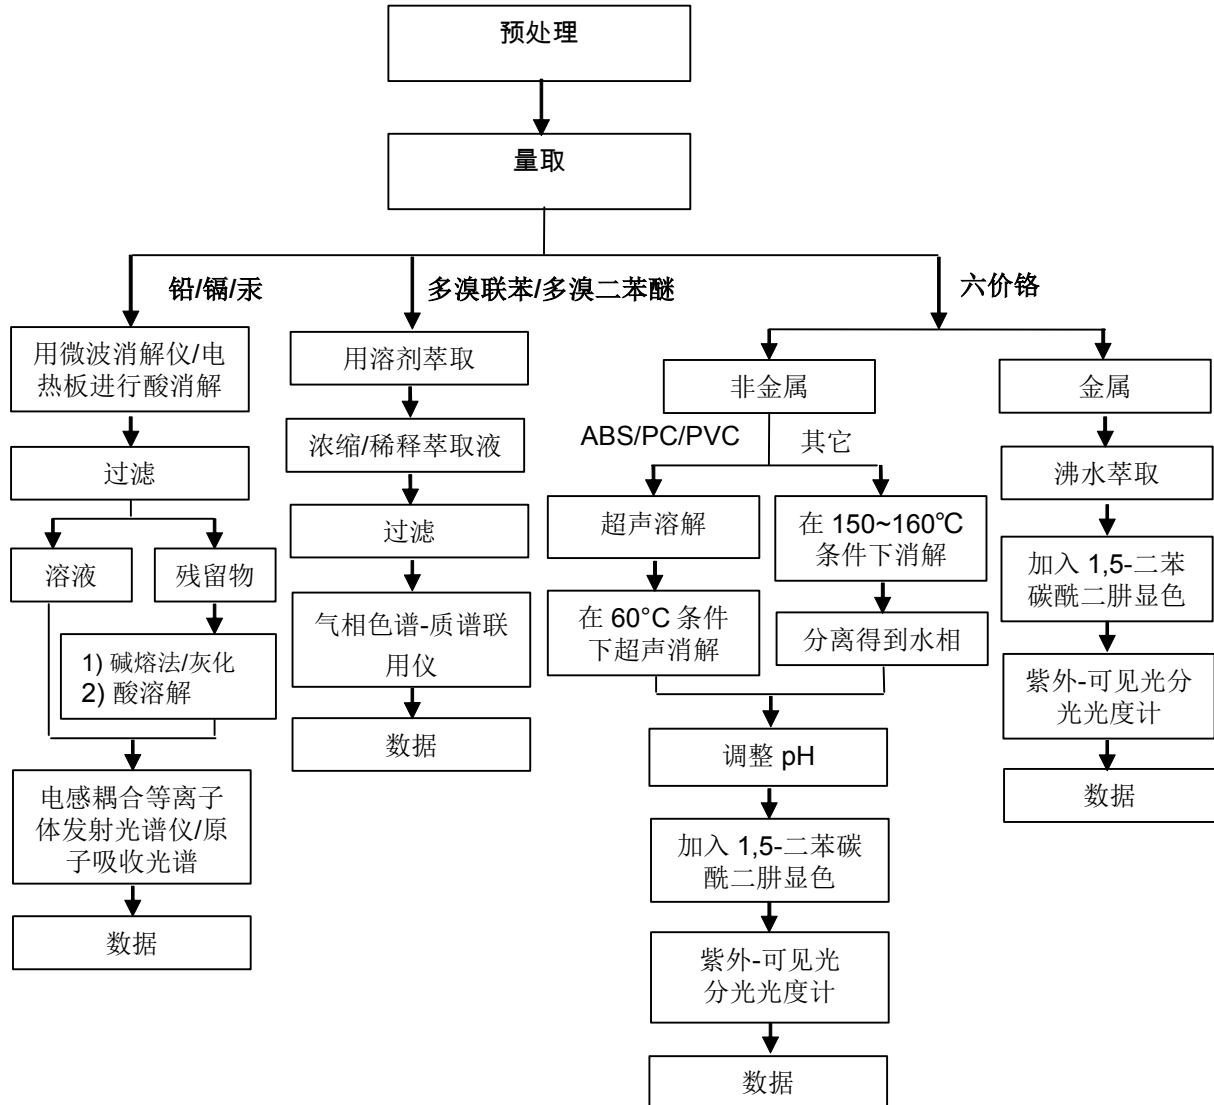 预处理
量取
铅/镉/汞
多溴联苯/多溴二苯醚
六价铬
用微波消解仪/电
热板进行酸消解
过滤
溶液
残留物
1) 碱熔法/灰化
2) 酸溶解
电感耦合等离子
体发射光谱仪/原
子吸收光谱
数据
用溶剂萃取
浓缩/稀释萃取液
过滤
气相色谱-质谱联
用仪
数据
非金属
ABS/PC/PVC
其它
超声溶解
在 60°C 条件
下超声消解
在 150~160℃
条件下消解
分离得到水相
调整 pH
加入 1,5-二苯碳
酰二肼显色
紫外-可见光
分光光度计
数据
金属
沸水萃取
加入 1,5-二苯
碳酰二肼显色
紫外-可见光分
光光度计
数据